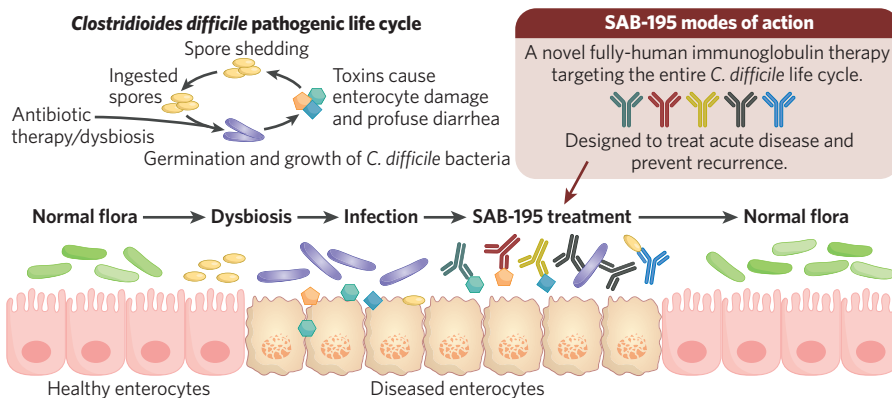 Clostridioides difficile pathogenic life cycle
Spore shedding
Ingested
spores
Toxins cause
enterocyte damage
and profuse diarrhea
Antibiotic
therapy/dysbiosis
Germination and growth of C. difficile bacteria
SAB-195 modes of action
A novel fully-human immunoglobulin therapy
targeting the entire C. difficile life cycle.
Designed to treat acute disease and
prevent recurrence.
Normal flora
Dysbiosis
Infection
SAB-195 treatment
Normal flora
Healthy enterocytes
Diseased enterocytes